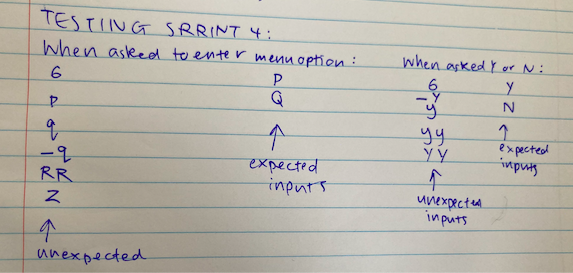 TESTIING SRRINT 4:
When asked to enter menu option:
6
p
q
-q
RR
Z
unexpected
P
Q
expected
inputs
When asked Y or N:
6
-Y
y
yy
YY
unexpected
inputs
Y
N
expected
inputs